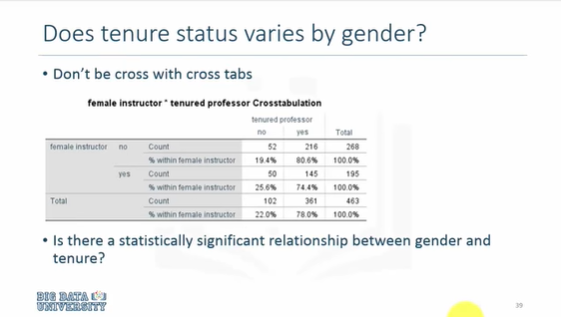 Does tenure status varies by gender?
• Don't be cross with cross tabs
female instructor * tenured professor Crosstabulation
tenured professor
no yes Total
female instructor no Count 52 216 268
% within female instructor 19.4% 80.6% 100.0%
yes Count 50 145 195
% within female instructor 25.6% 74.4% 100.0%
Total Count 102 361 463
% within female instructor 22.0% 78.0% 100.0%
• Is there a statistically significant relationship between gender and
tenure?
BIG DATA
UNIVERSITY
39